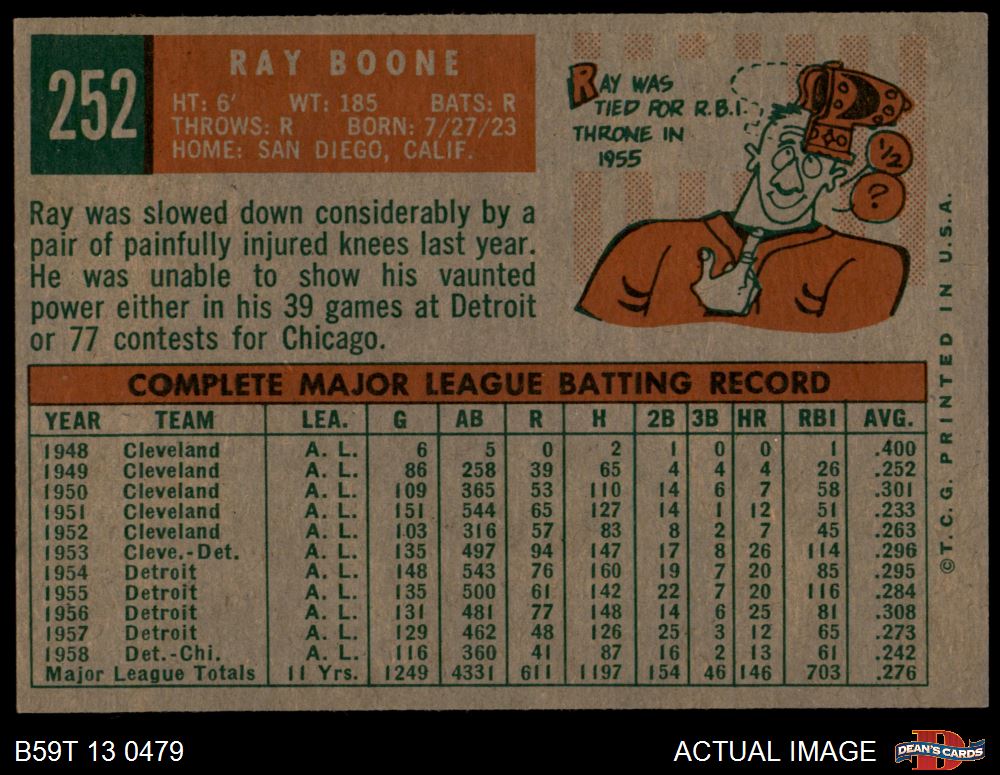 252
RAY BOONE
HT: 6' WT: 185 BATS: R
THROWS: R BORN: 7/27/23
HOME: SAN DIEGO, CALIF.
RAY WAS
TIED FOR R.B.I.
THRONE IN
1955
1/2
?
Ray was slowed down considerably by a
pair of painfully injured knees last year.
He was unable to show his vaunted
power either in his 39 games at Detroit
or 77 contests for Chicago.
COMPLETE MAJOR LEAGUE BATTING RECORD
YEAR TEAM LEA. G AB R H 2B 3B HR RBI AVG.
1948 Cleveland A. L. 6 5 0 2 1 0 0 1 .400
1949 Cleveland A. L. 86 258 39 65 4 4 4 26 .252
1950 Cleveland A. L. 109 365 53 110 14 6 7 58 .301
1951 Cleveland A. L. 151 544 65 127 14 1 12 51 .233
1952 Cleveland A. L. 103 316 57 83 8 2 7 45 .263
1953 Cleve.-Det. A. L. 135 497 94 147 17 8 26 114 .296
1954 Detroit A. L. 148 543 76 160 19 7 20 85 .295
1955 Detroit A. L. 135 500 61 142 22 7 20 116 .284
1956 Detroit A. L. 131 481 77 148 14 6 25 81 .308
1957 Detroit A. L. 129 462 48 126 25 3 12 65 .273
1958 Det.-Chi. A. L. 116 360 41 87 16 2 13 61 .242
Major League Totals 11 Yrs. 1249 4331 611 1197 154 46 146 703 .276
©T.C.G. PRINTED IN U.S.A.
B59T 13 0479
ACTUAL IMAGE
D
DEAN'S CARDS